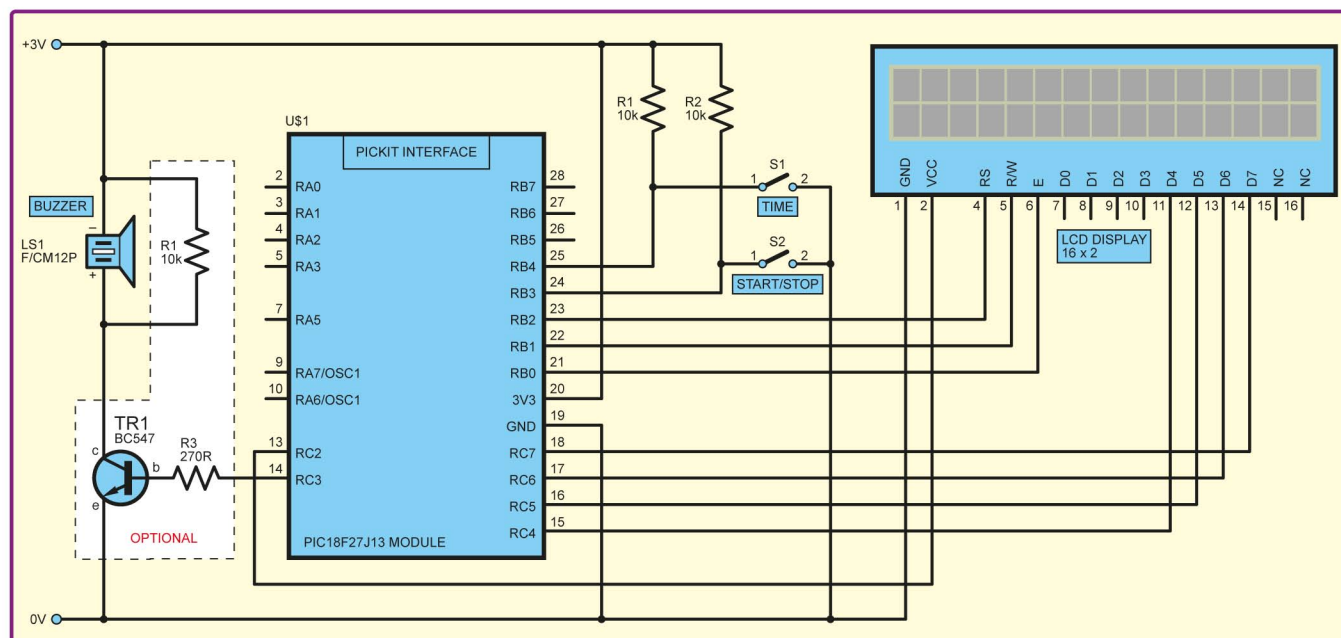 +3V
BUZZER
–
LS1
F/CM12P
+
R1
10k
TR1
BC547
c
b
e
R3
270R
OPTIONAL
0V
U$1
PICKIT INTERFACE
2 RA0
3 RA1
4 RA2
5 RA3
7 RA5
9 RA7/OSC1
10 RA6/OSC1
13 RC2
14 RC3
RB7 28
RB6 27
RB5 26
RB4 25
RB3 24
RB2 23
RB1 22
RB0 21
3V3 20
GND 19
RC7 18
RC6 17
RC5 16
RC4 15
PIC18F27J13 MODULE
R1
10k
R2
10k
S1
1 2
TIME
S2
1 2
START/STOP
GND VCC RS R/W E D0 D1 D2 D3 D4 D5 D6 D7 NC NC
1 2 4 5 6 7 8 9 10 11 12 13 14 15 16
LCD DISPLAY
16 x 2